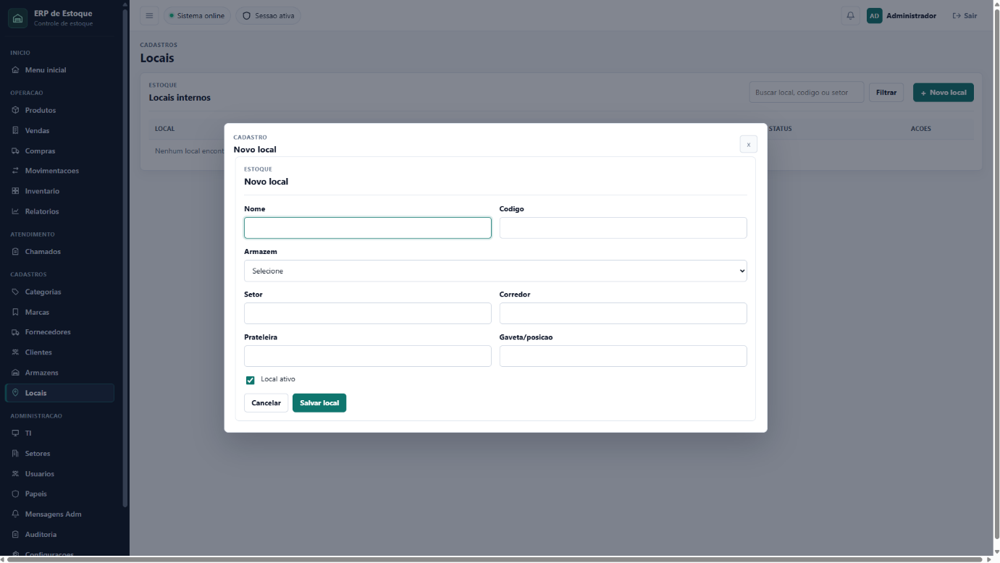 ERP de Estoque
Controle de estoque
INICIO
Menu inicial
OPERACAO
Produtos
Vendas
Compras
Movimentacoes
Inventario
Relatorios
ATENDIMENTO
Chamados
CADASTROS
Categorias
Marcas
Fornecedores
Clientes
Armazens
Locais
ADMINISTRACAO
TI
Setores
Usuarios
Papeis
Mensagens Adm
Auditoria
Configuracoes
Sistema online
Sessao ativa
AD Administrador
Sair
CADASTROS
Locais
ESTOQUE
Locais internos
Buscar local, codigo ou setor
Filtrar
+ Novo local
LOCAL
STATUS
ACOES
Nenhum local encont
CADASTRO
Novo local
x
ESTOQUE
Novo local
Nome
Codigo
Armazem
Selecione
Setor
Corredor
Prateleira
Gaveta/posicao
Local ativo
Cancelar
Salvar local